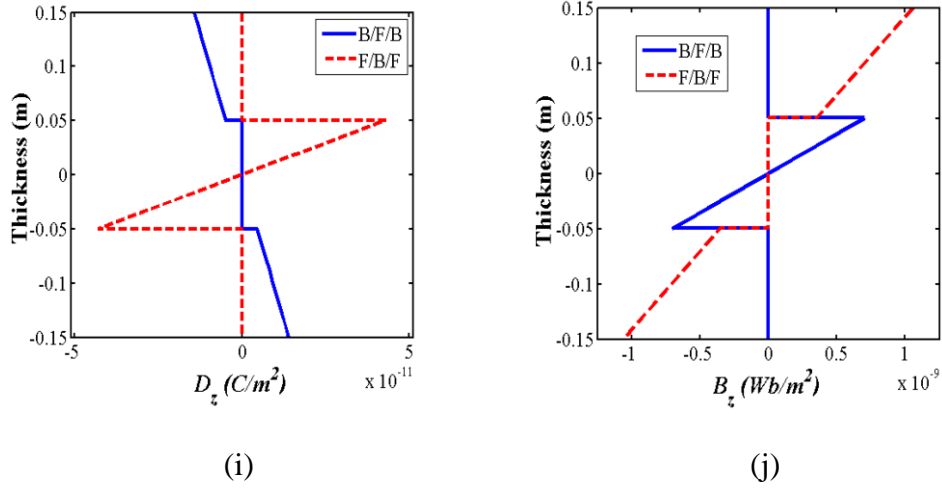 0.15
0.1
0.05
0
-0.05
-0.1
-0.15
Thickness (m)
B/F/B
F/B/F
-5
0
5
x 10^-11
D_z (C/m^2)
(i)
0.15
0.1
0.05
0
-0.05
-0.1
-0.15
Thickness (m)
B/F/B
F/B/F
-1
-0.5
0
0.5
1
x 10^-9
B_z (Wb/m^2)
(j)